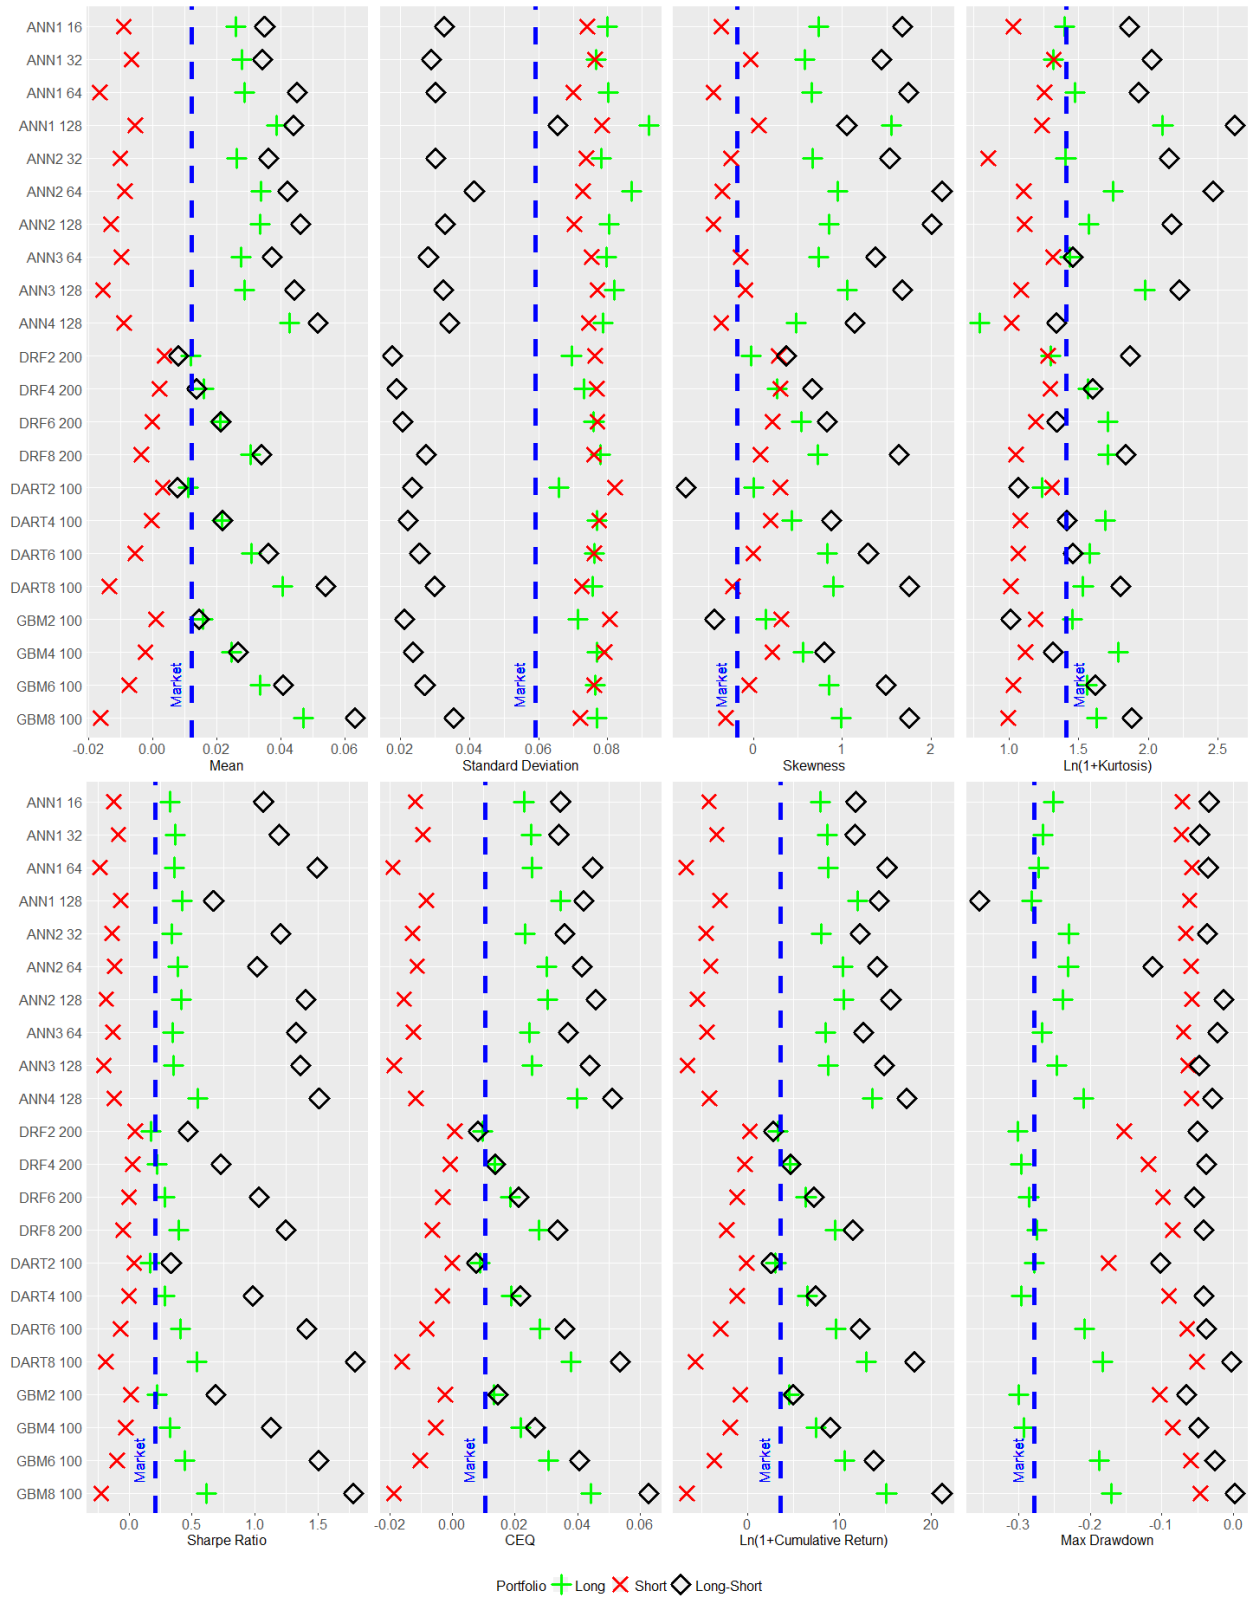 ANN1 16
ANN1 32
ANN1 64
ANN1 128
ANN2 32
ANN2 64
ANN2 128
ANN3 64
ANN3 128
ANN4 128
DRF2 200
DRF4 200
DRF6 200
DRF8 200
DART2 100
DART4 100
DART6 100
DART8 100
GBM2 100
GBM4 100
GBM6 100
GBM8 100
Market
Market
Market
Market
-0.02 0.00 0.02 0.04 0.06
0.02 0.04 0.06 0.08
0 1 2
1.0 1.5 2.0 2.5
Mean
Standard Deviation
Skewness
Ln(1+Kurtosis)
ANN1 16
ANN1 32
ANN1 64
ANN1 128
ANN2 32
ANN2 64
ANN2 128
ANN3 64
ANN3 128
ANN4 128
DRF2 200
DRF4 200
DRF6 200
DRF8 200
DART2 100
DART4 100
DART6 100
DART8 100
GBM2 100
GBM4 100
GBM6 100
GBM8 100
Market
Market
Market
Market
0.0 0.5 1.0 1.5
-0.02 0.00 0.02 0.04 0.06
0 10 20
-0.3 -0.2 -0.1 0.0
Sharpe Ratio
CEQ
Ln(1+Cumulative Return)
Max Drawdown
Portfolio Long Short Long-Short